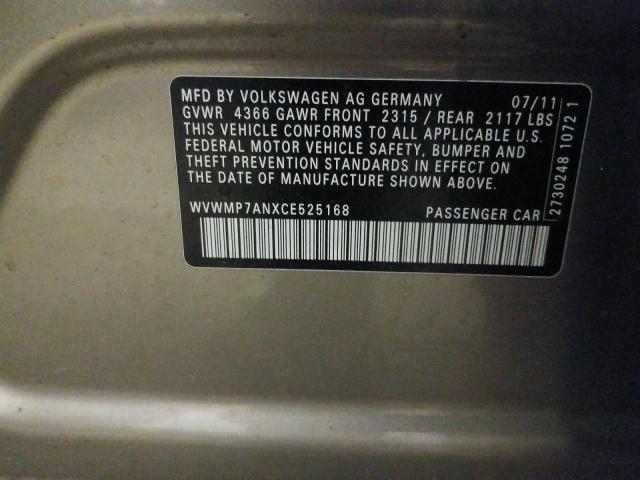 MFD BY VOLKSWAGEN AG GERMANY 07/11
GVWR 4366 GAWR FRONT 2315 / REAR 2117 LBS
THIS VEHICLE CONFORMS TO ALL APPLICABLE U.S.
FEDERAL MOTOR VEHICLE SAFETY, BUMPER AND
THEFT PREVENTION STANDARDS IN EFFECT ON
THE DATE OF MANUFACTURE SHOWN ABOVE.
WVWMP7ANXCE525168 PASSENGER CAR
2730248 1072 1